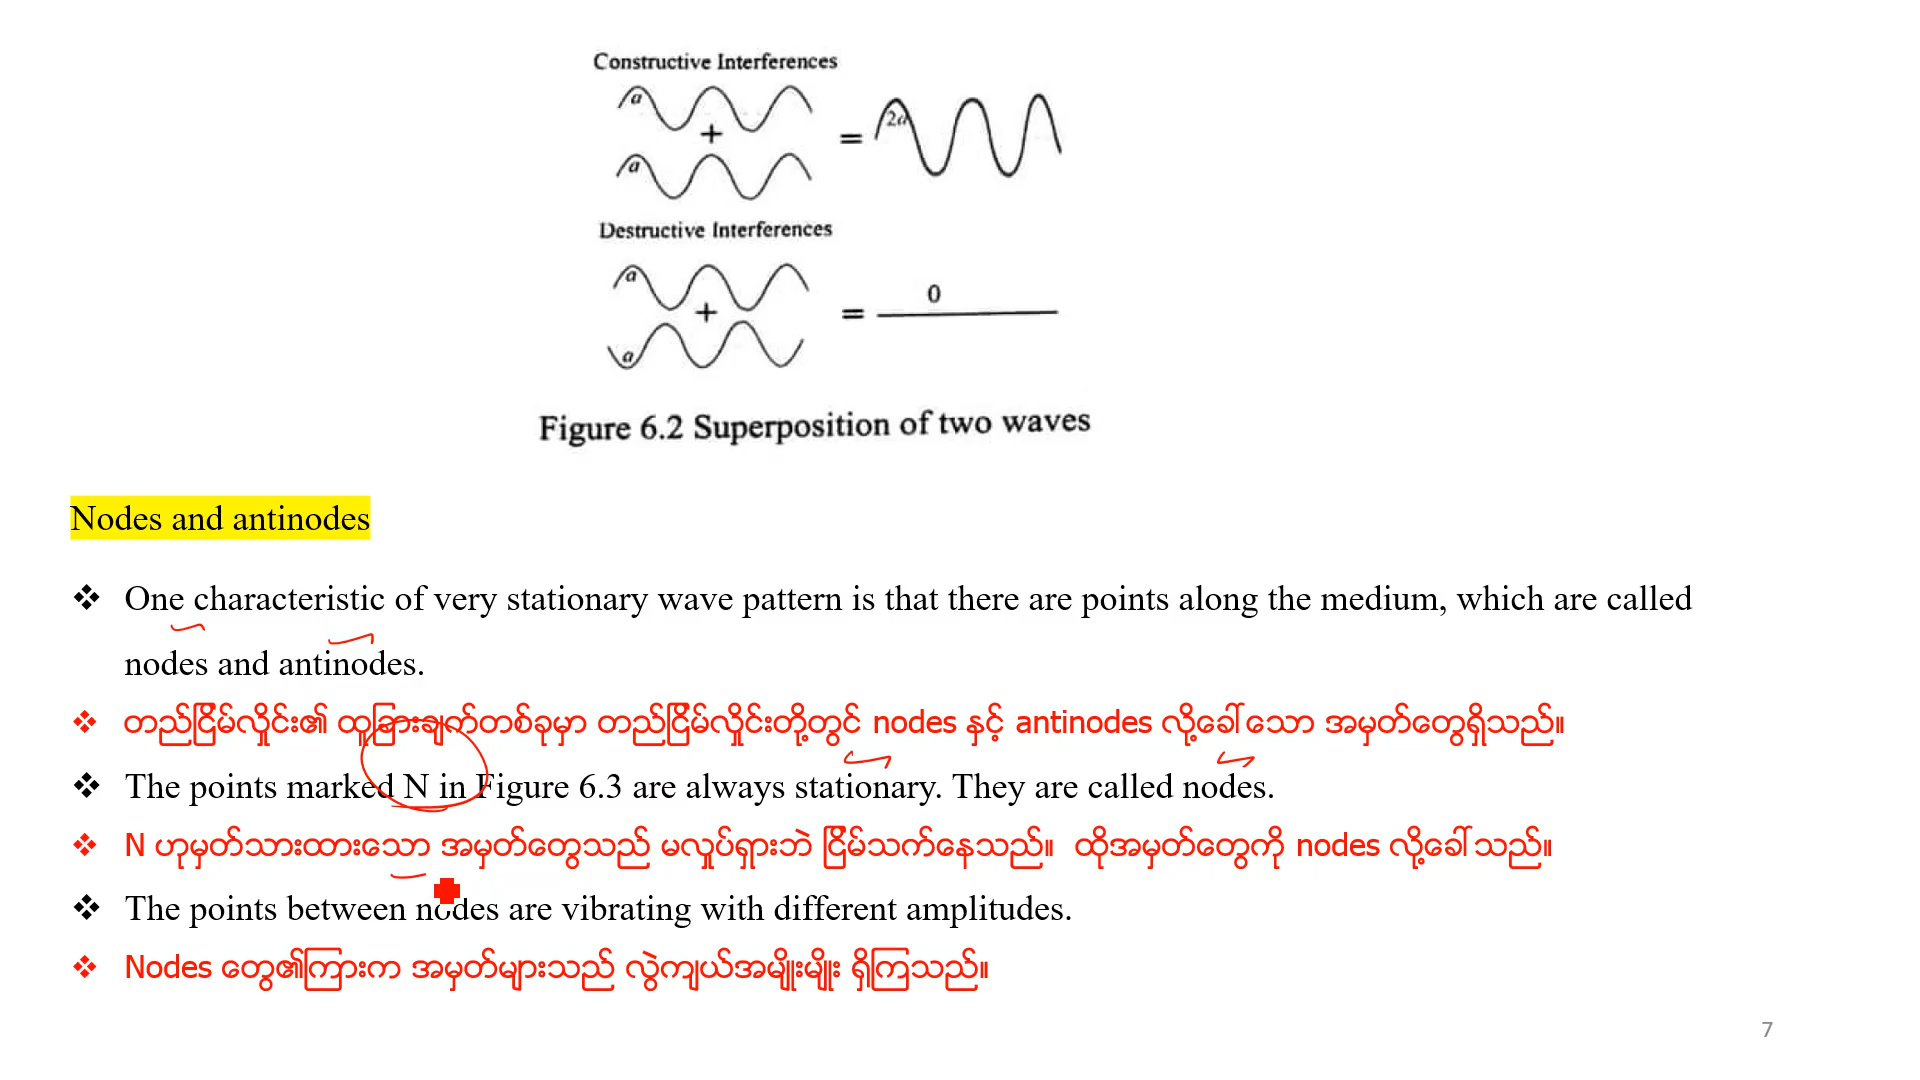 Constructive Interferences
a
+
a
=
2a
Destructive Interferences
a
+
a
=
0
Figure 6.2 Superposition of two waves
Nodes and antinodes
❖ One characteristic of very stationary wave pattern is that there are points along the medium, which are called
nodes and antinodes.
❖ တည်ငြိမ်လှိုင်း၏ ထူခြားချက်တစ်ခုမှာ တည်ငြိမ်လှိုင်းတို့တွင် nodes နှင့် antinodes လို့ခေါ်သော အမှတ်တွေရှိသည်။
❖ The points marked N in Figure 6.3 are always stationary. They are called nodes.
❖ N ဟုမှတ်သားထားသော အမှတ်တွေသည် မလှုပ်ရှားဘဲ ငြိမ်သက်နေသည်။ ထိုအမှတ်တွေကို nodes လို့ခေါ်သည်။
❖ The points between nodes are vibrating with different amplitudes.
❖ Nodes တွေ၏ကြားက အမှတ်များသည် လွဲကျယ်အမျိုးမျိုး ရှိကြသည်။
7